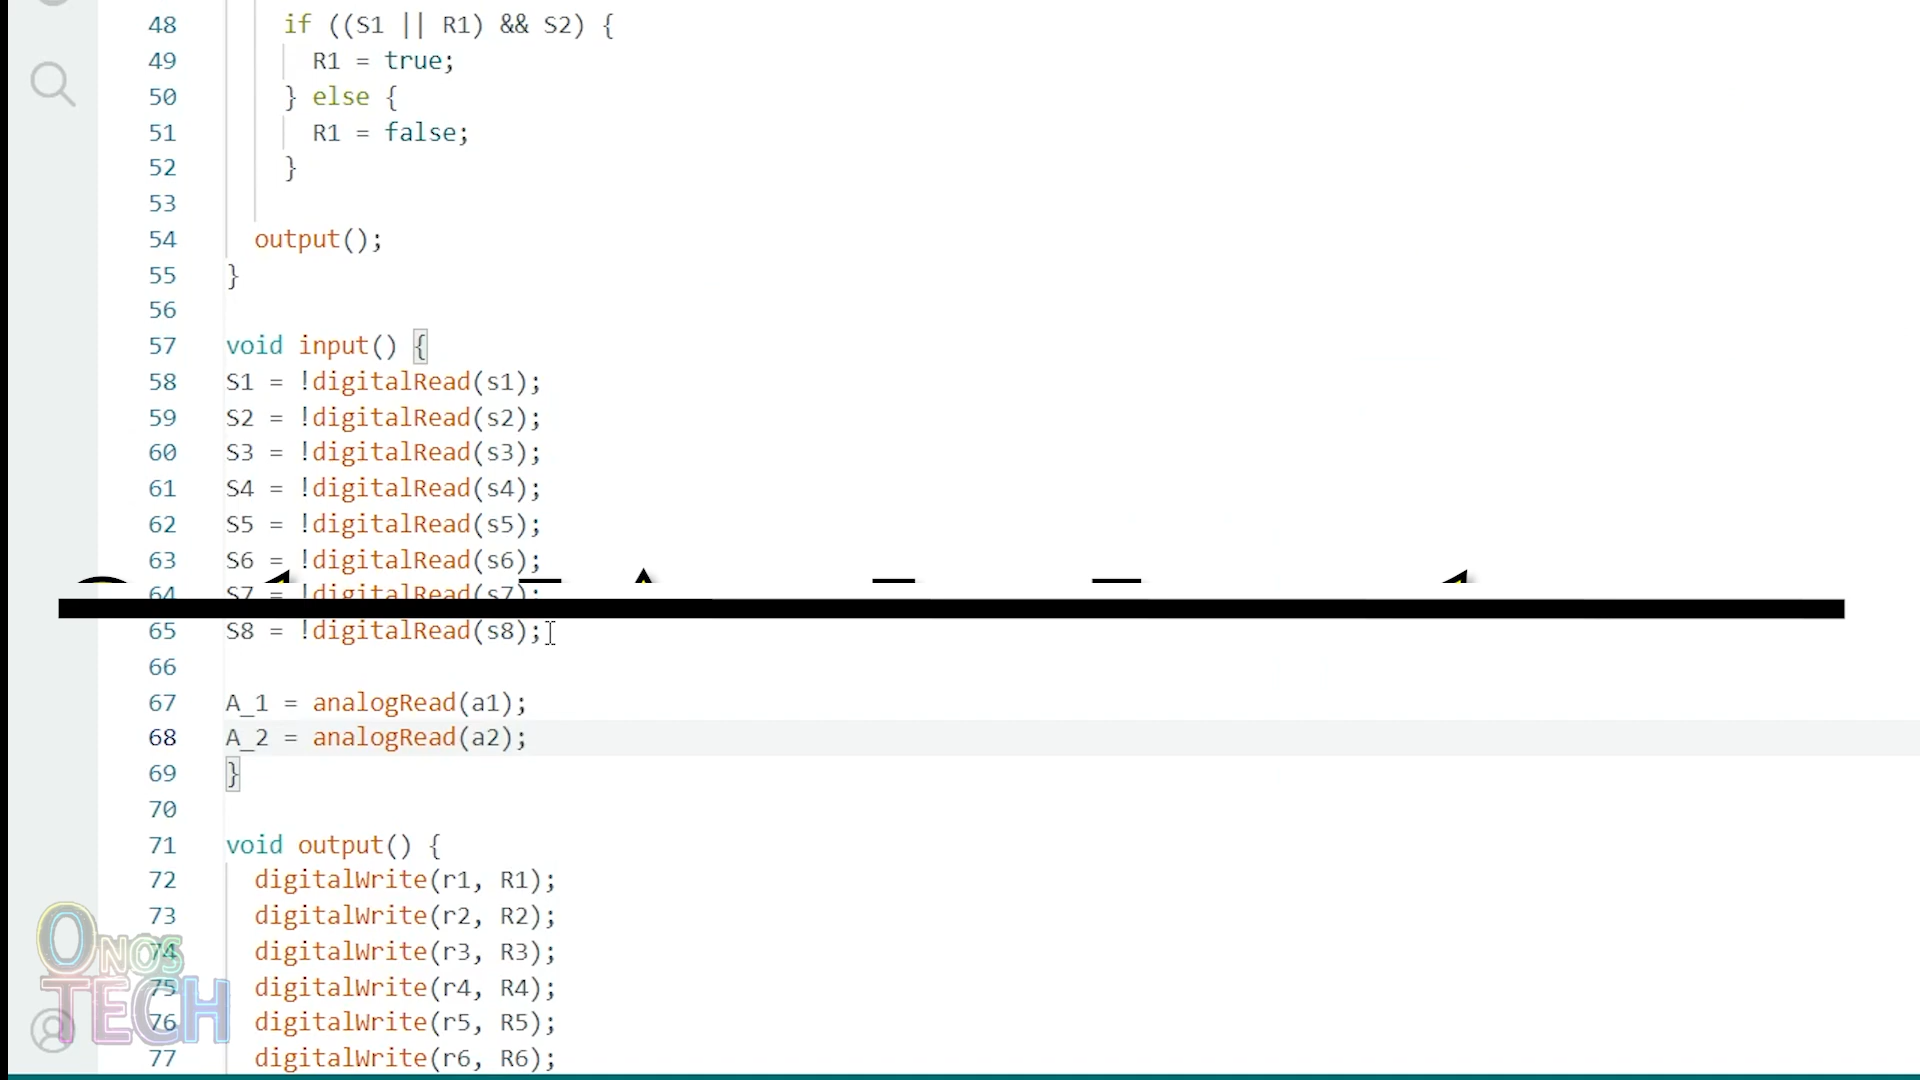 48 if ((S1 || R1) && S2) {
49 R1 = true;
50 } else {
51 R1 = false;
52 }
53
54 output();
55 }
56
57 void input() {
58 S1 = !digitalRead(s1);
59 S2 = !digitalRead(s2);
60 S3 = !digitalRead(s3);
61 S4 = !digitalRead(s4);
62 S5 = !digitalRead(s5);
63 S6 = !digitalRead(s6);
64 S7 = !digitalRead(s7);
65 S8 = !digitalRead(s8);
66
67 A_1 = analogRead(a1);
68 A_2 = analogRead(a2);
69 }
70
71 void output() {
72 digitalWrite(r1, R1);
73 digitalWrite(r2, R2);
74 digitalWrite(r3, R3);
75 digitalWrite(r4, R4);
76 digitalWrite(r5, R5);
77 digitalWrite(r6, R6);
ONOS
TECH